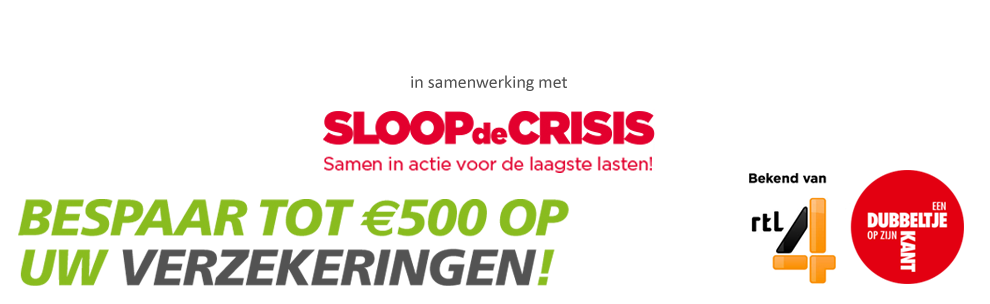 in samenwerking met
SLOOPdeCRISIS
Samen in actie voor de laagste lasten!
BESPAAR TOT €500 OP
UW VERZEKERINGEN!
Bekend van
rtl 4
EEN
DUBBELTJE
OP ZIJN
KANT